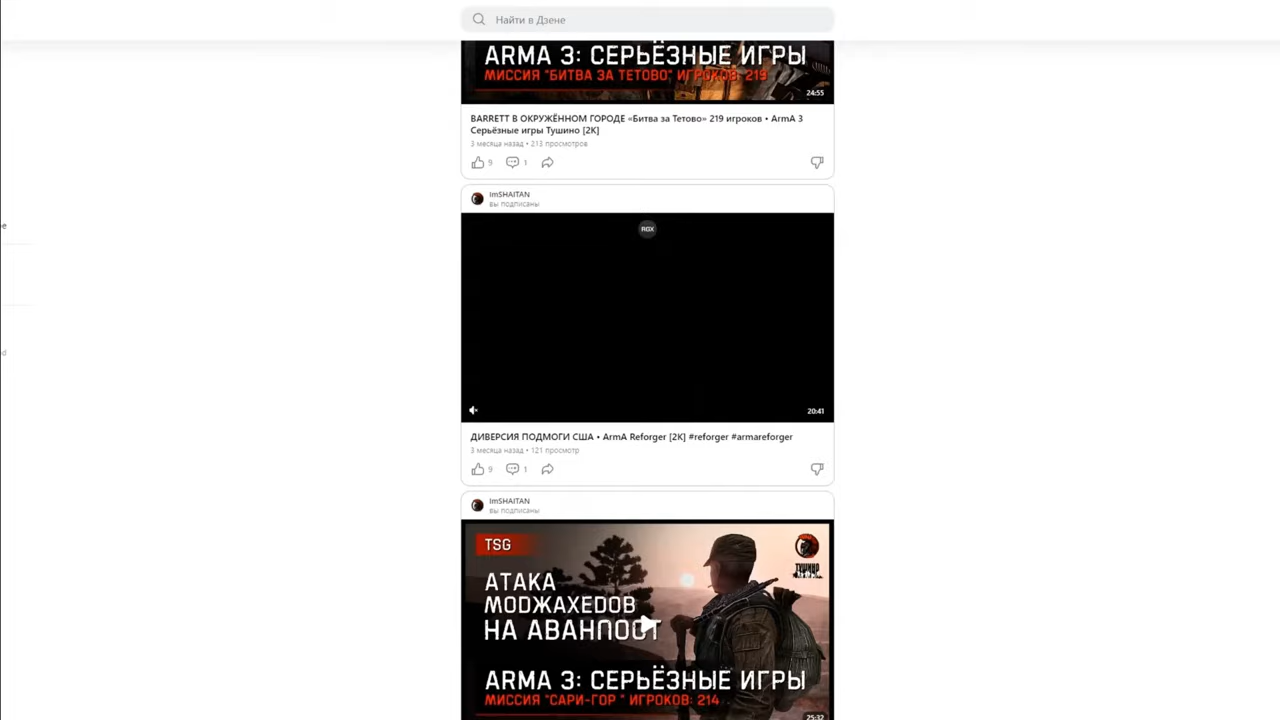 Найти в Дзене
ARMA 3: СЕРЬЁЗНЫЕ ИГРЫ
МИССИЯ "БИТВА ЗА ТЕТОВО" ИГРОКОВ: 219
24:55
BARRETT В ОКРУЖЁННОМ ГОРОДЕ «Битва за Тетово» 219 игроков • ArmA 3
Серьёзные игры Тушино [2K]
3 месяца назад • 213 просмотров
9
1
ImSHAITAN
вы подписаны
RGX
20:41
ДИВЕРСИЯ ПОДМОГИ США • ArmA Reforger [2K] #reforger #armareforger
3 месяца назад • 121 просмотр
9
1
ImSHAITAN
вы подписаны
TSG
ТУШИНО
АТАКА
МОДЖАХЕДОВ
НА АВАНПОСТ
ARMA 3: СЕРЬЁЗНЫЕ ИГРЫ
МИССИЯ "САРИ-ГОР " ИГРОКОВ: 214
25:32